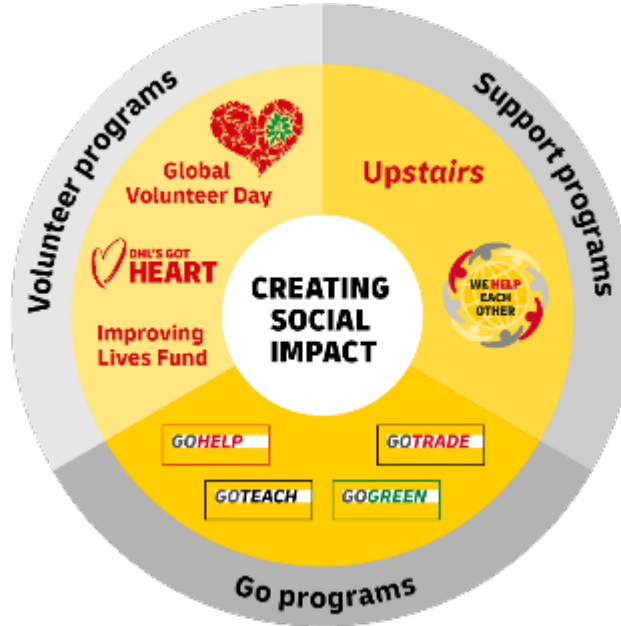 Volunteer programs
Support programs
Global
Volunteer Day
DHL'S GOT
HEART
Improving
Lives Fund
Upstairs
WE HELP
EACH
OTHER
CREATING
SOCIAL
IMPACT
GOHELP
GOTRADE
GOTEACH
GOGREEN
Go programs